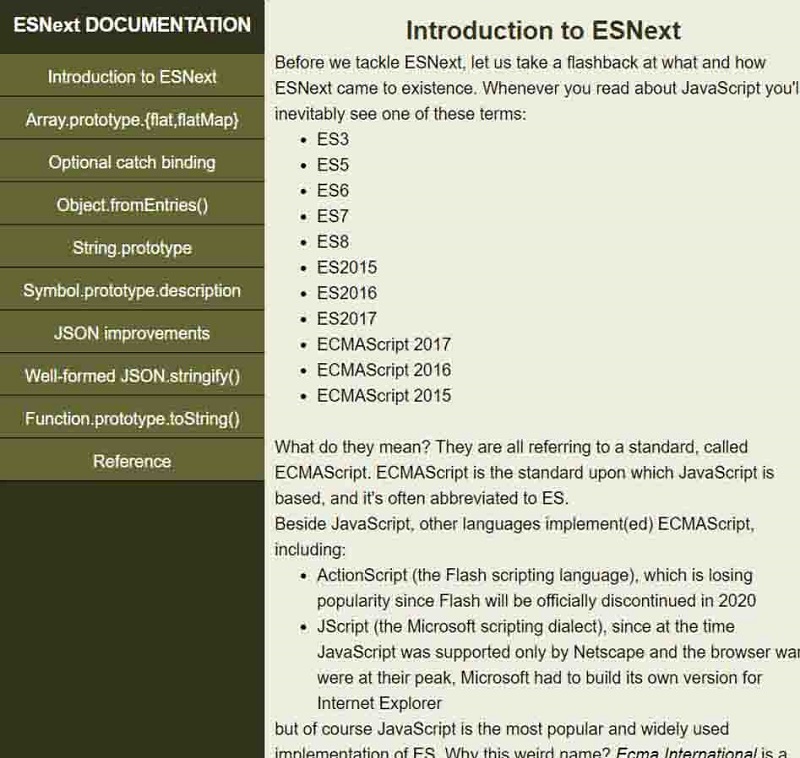 ESNext DOCUMENTATION
Introduction to ESNext
Array.prototype.{flat,flatMap}
Optional catch binding
Object.fromEntries()
String.prototype
Symbol.prototype.description
JSON improvements
Well-formed JSON.stringify()
Function.prototype.toString()
Reference
Introduction to ESNext
Before we tackle ESNext, let us take a flashback at what and how
ESNext came to existence. Whenever you read about JavaScript you'l
inevitably see one of these terms:
• ES3
• ES5
• ES6
• ES7
• ES8
• ES2015
• ES2016
• ES2017
• ECMAScript 2017
• ECMAScript 2016
• ECMAScript 2015
What do they mean? They are all referring to a standard, called
ECMAScript. ECMAScript is the standard upon which JavaScript is
based, and it's often abbreviated to ES.
Beside JavaScript, other languages implement(ed) ECMAScript,
including:
• ActionScript (the Flash scripting language), which is losing
popularity since Flash will be officially discontinued in 2020
• JScript (the Microsoft scripting dialect), since at the time
JavaScript was supported only by Netscape and the browser war
were at their peak, Microsoft had to build its own version for
Internet Explorer
but of course JavaScript is the most popular and widely used
implementation of ES. Why this weird name? Ecma International is a